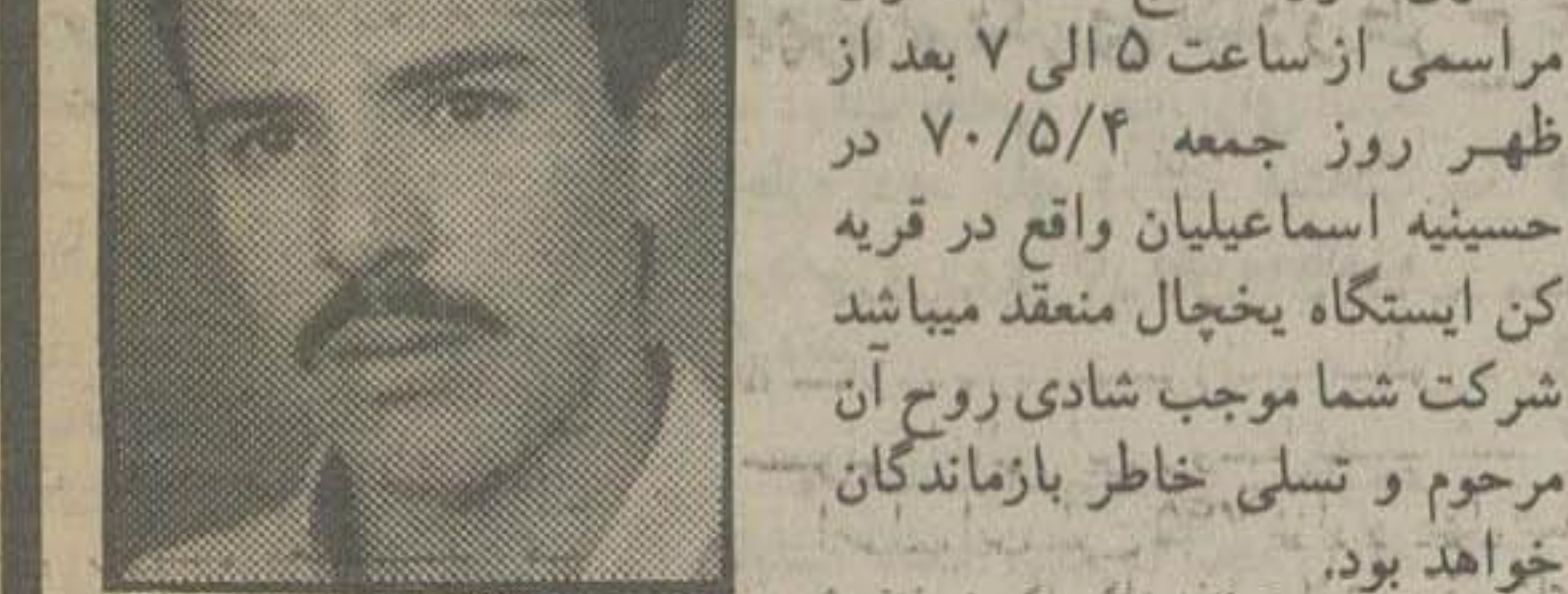 مراسمی از ساعت ۵ الی ۷ بعد از
ظهر روز جمعه ۷۰/۵/۴ در
حسینیه اسماعیلیان واقع در قریه
کن ایستگاه یخچال منعقد میباشد
شرکت شما موجب شادی روح آن
مرحوم و تسلی خاطر بازماندگان
خواهد بود.